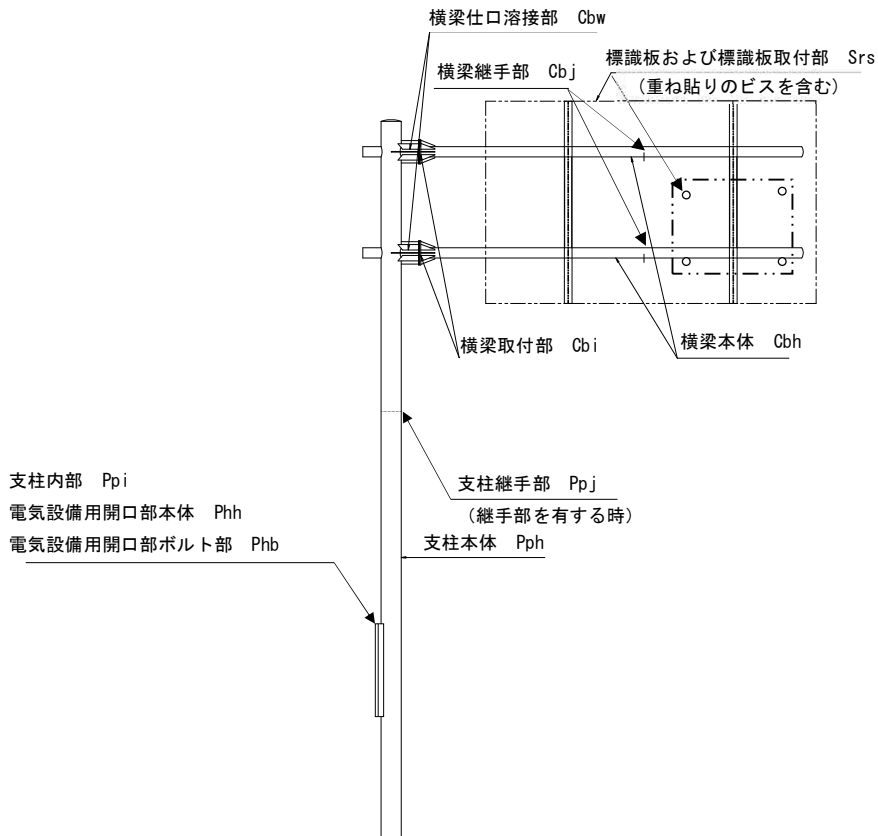 横梁仕口溶接部 Cbw
標識板および標識板取付部 Srs
(重ね貼りのビスを含む)
横梁継手部 Cbj
横梁取付部 Cbi
横梁本体 Cbh
支柱内部 Ppi
電気設備用開口部本体 Phh
電気設備用開口部ボルト部 Phb
支柱継手部 Ppj
(継手部を有する時)
支柱本体 Pph